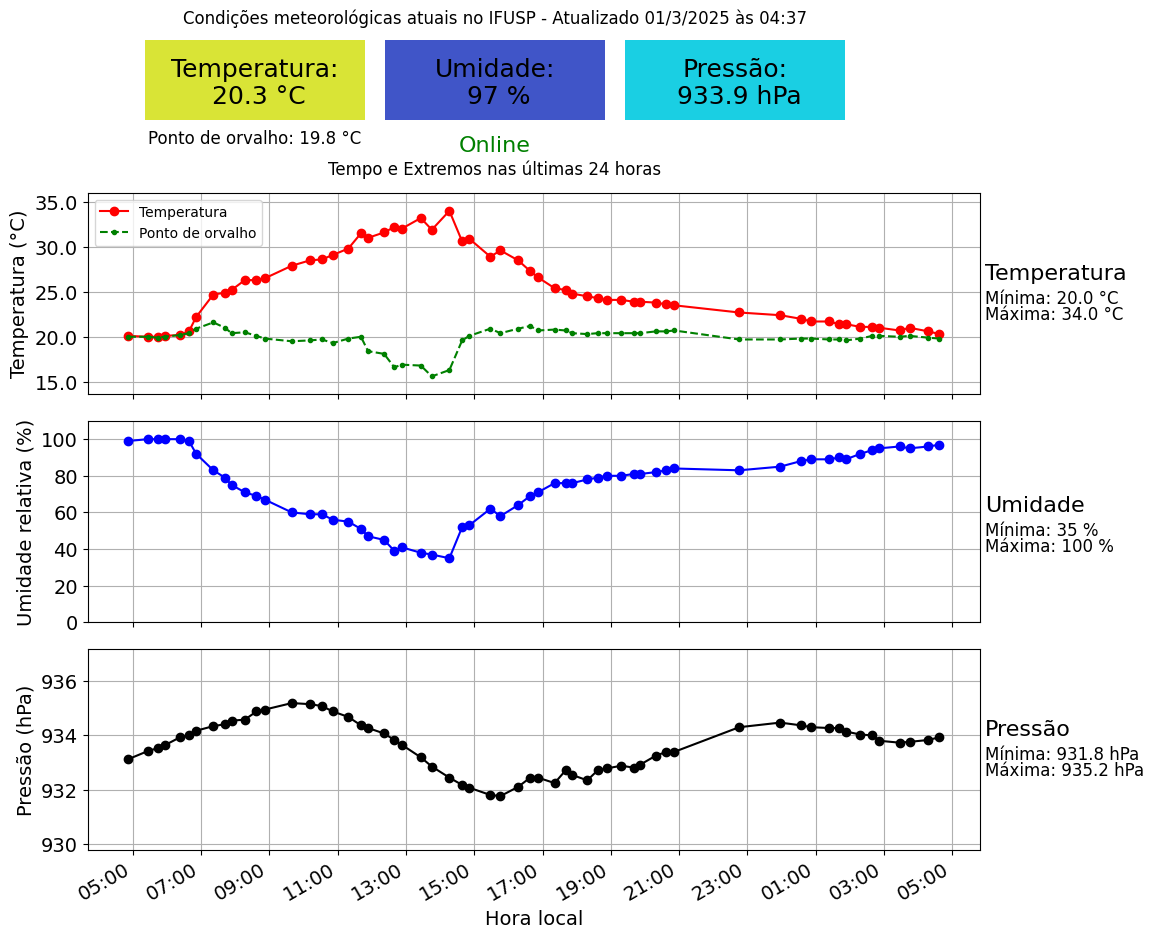 Condições meteorológicas atuais no IFUSP - Atualizado 01/3/2025 às 04:37
Temperatura:
20.3 °C
Umidade:
97 %
Pressão:
933.9 hPa
Ponto de orvalho: 19.8 °C
Online
Tempo e Extremos nas últimas 24 horas
Temperatura (°C)
35.0
30.0
25.0
20.0
15.0
Temperatura
Ponto de orvalho
Temperatura
Mínima: 20.0 °C
Máxima: 34.0 °C
Umidade relativa (%)
100
80
60
40
20
0
Umidade
Mínima: 35 %
Máxima: 100 %
Pressão (hPa)
936
934
932
930
Pressão
Mínima: 931.8 hPa
Máxima: 935.2 hPa
05:00
07:00
09:00
11:00
13:00
15:00
17:00
19:00
21:00
23:00
01:00
03:00
05:00
Hora local